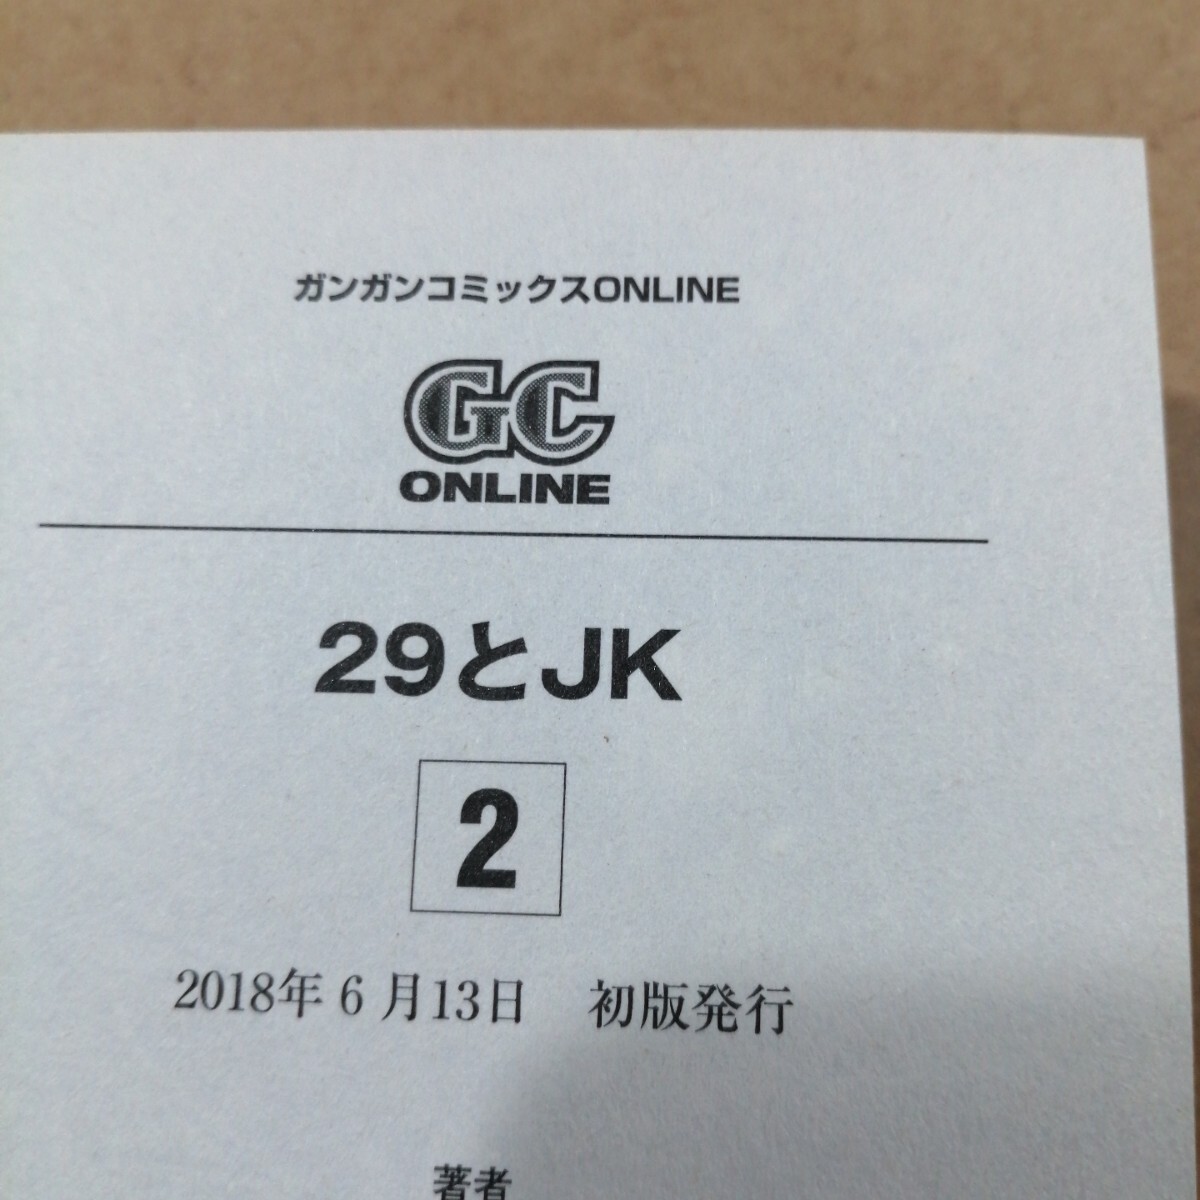 ガンガンコミックスONLINE
GC
ONLINE
29とJK
2
2018年6月13日 初版発行
著者